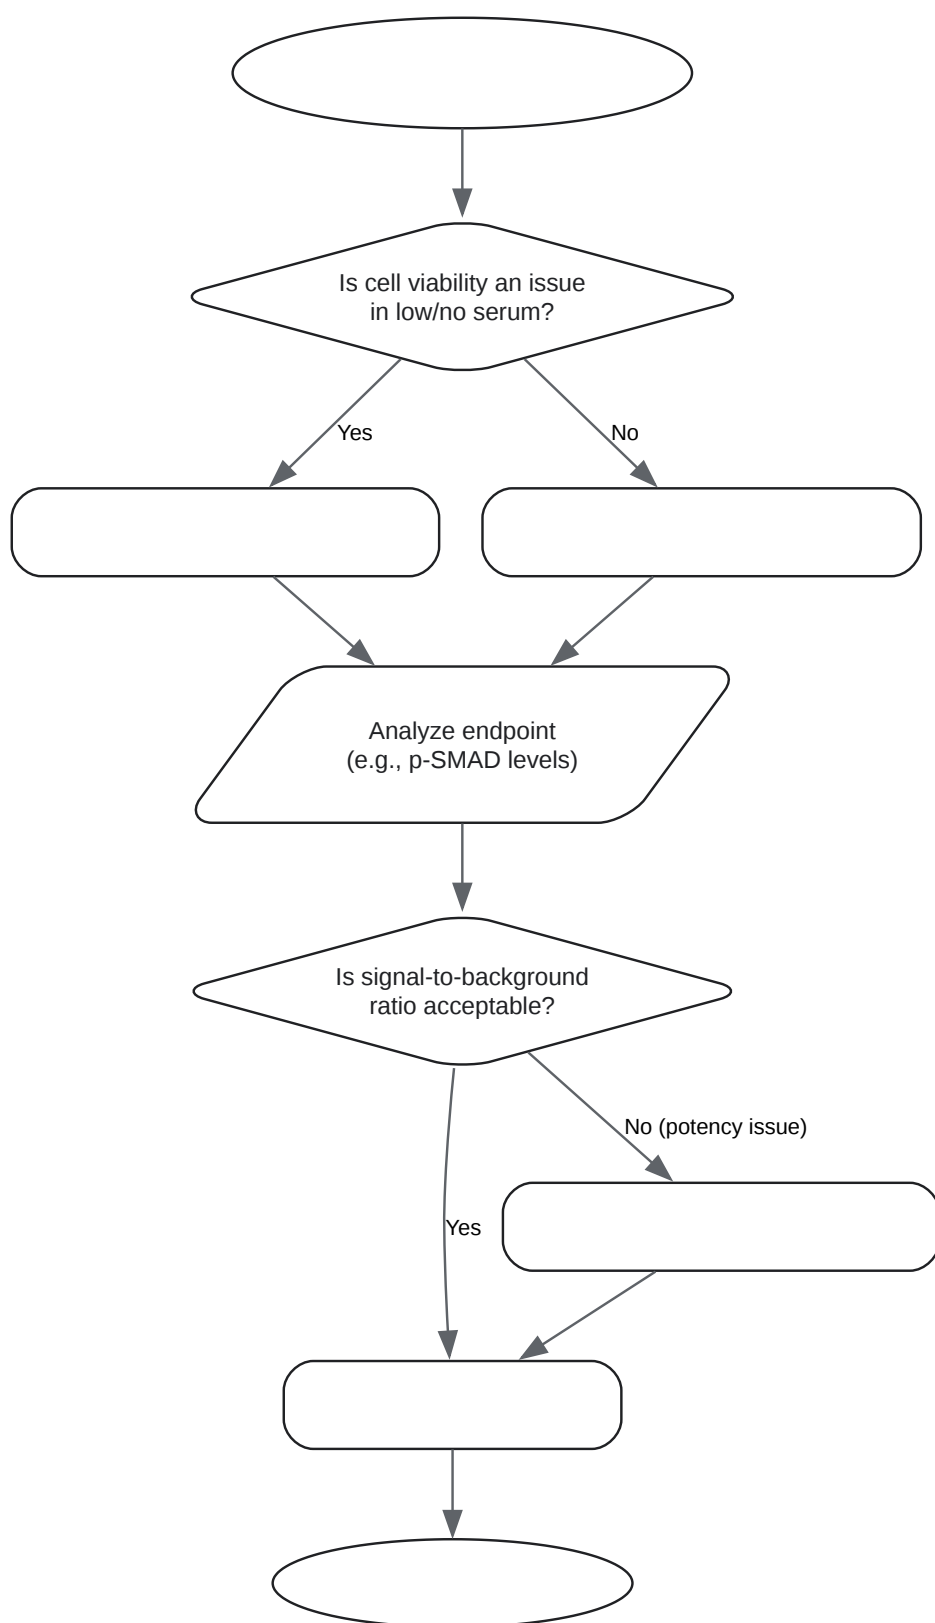 Is cell viability an issue
in low/no serum?
Yes
No
Analyze endpoint
(e.g., p-SMAD levels)
Is signal-to-background
ratio acceptable?
No (potency issue)
Yes